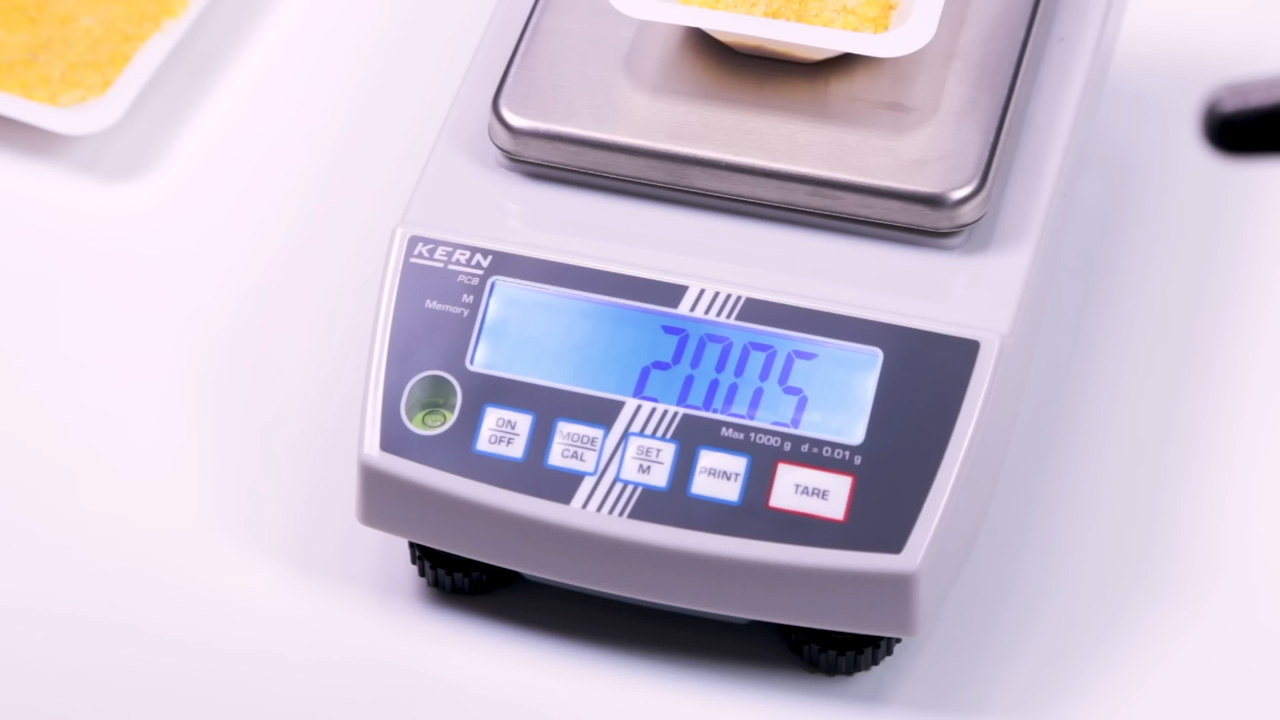 KERN
PCB
M
Memory
20.05
Max 1000 g d = 0.01 g
ON
OFF
MODE
CAL
SET
M
PRINT
TARE